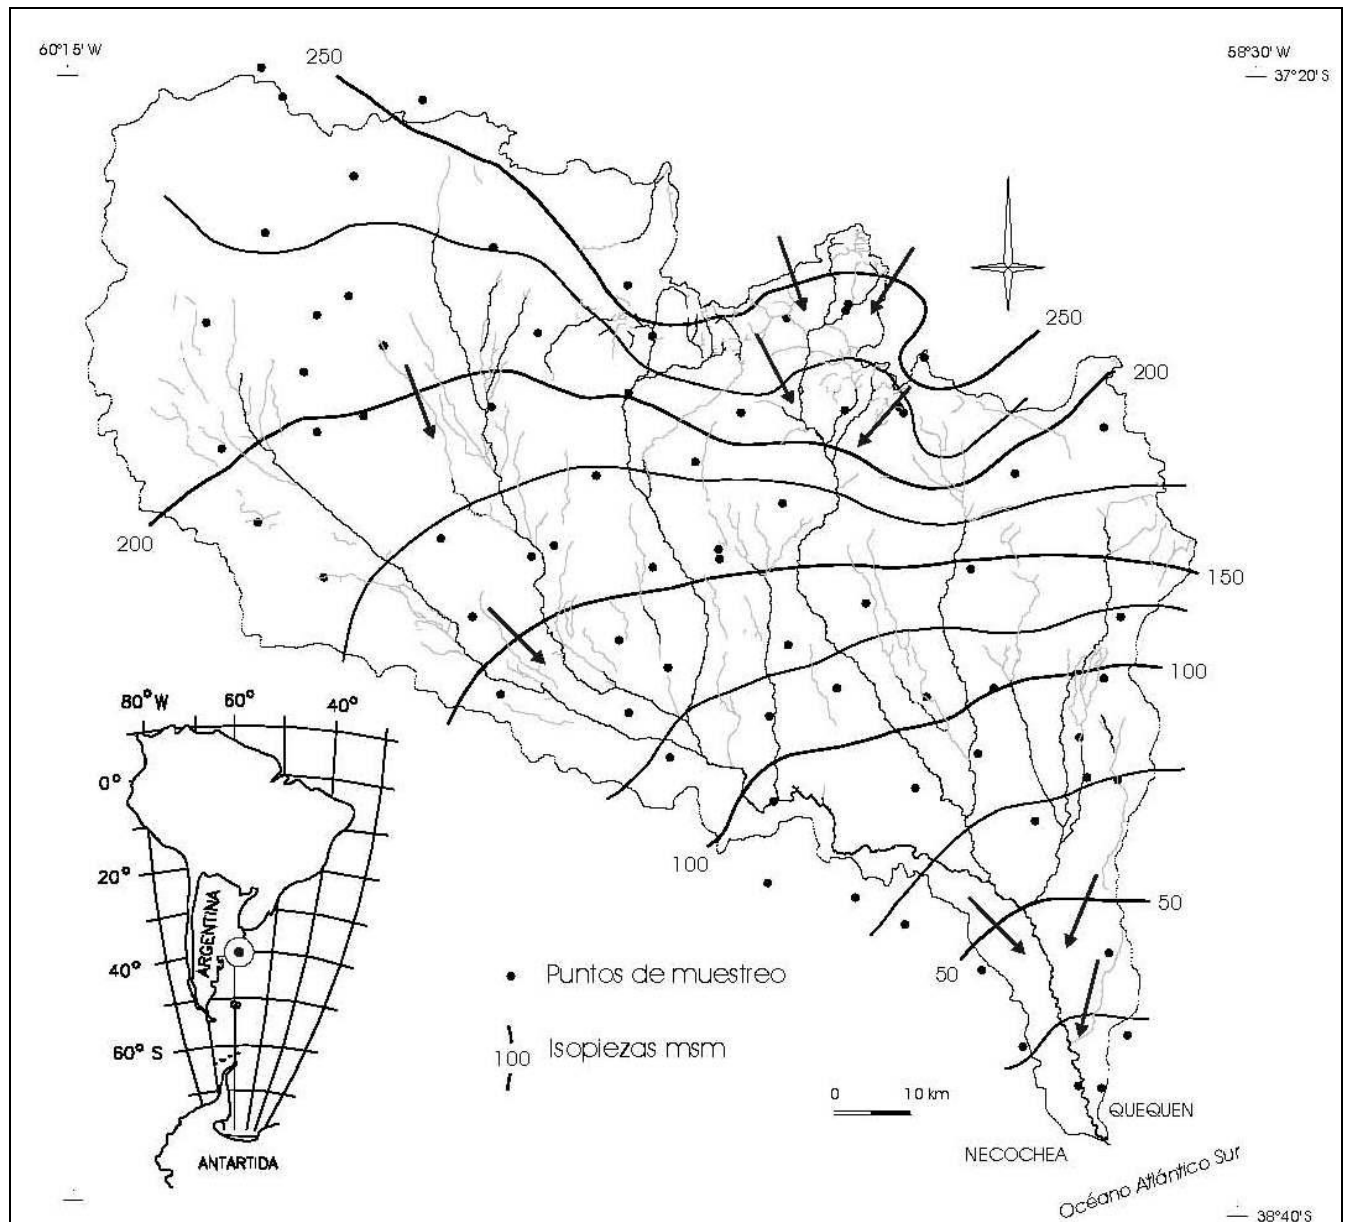 60°15' W
250
58°30' W
37°20' S
250
200
200
150
100
80° W
60°
40°
0°
20°
ARGENTINA
40°
60° S
ANTARTIDA
100
50
50
Puntos de muestreo
100
Isopiezas msm
0 10 km
QUEQUEN
NECOCHEA
Océano Atlántico Sur
38°40'S